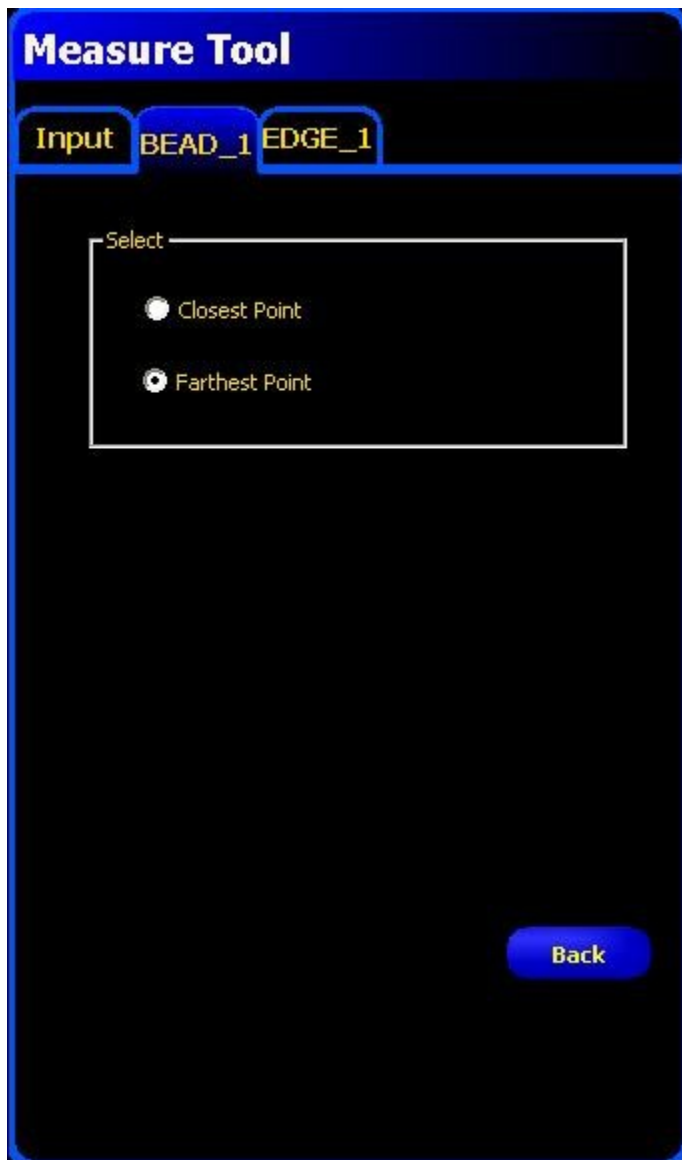 Measure Tool
Input BEAD_1 EDGE_1
Select
Closest Point
Farthest Point
Back